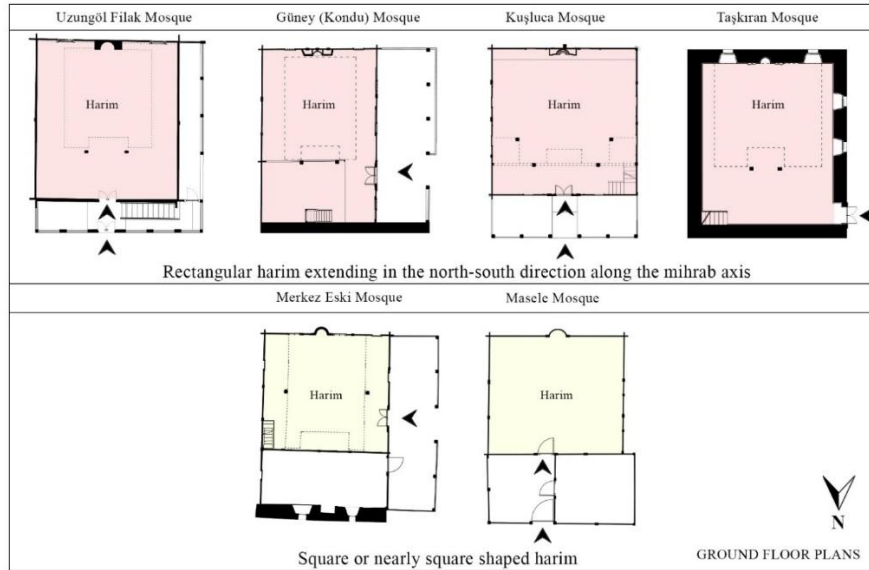 Uzungöl Filak Mosque
Güney (Kondu) Mosque
Kuşluca Mosque
Taşkıran Mosque
Harim
Harim
Harim
Harim
Rectangular harim extending in the north-south direction along the mihrab axis
Merkez Eski Mosque
Masele Mosque
Harim
Harim
N
Square or nearly square shaped harim
GROUND FLOOR PLANS